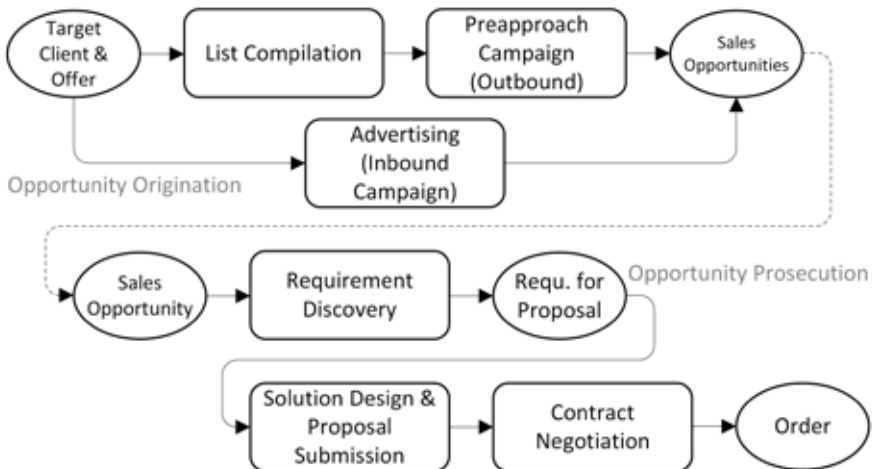 Target
Client &
Offer
List Compilation
Preapproach
Campaign
(Outbound)
Sales
Opportunities
Advertising
(Inbound
Campaign)
Opportunity Origination
Sales
Opportunity
Requirement
Discovery
Requ. for
Proposal
Opportunity Prosecution
Solution Design &
Proposal
Submission
Contract
Negotiation
Order